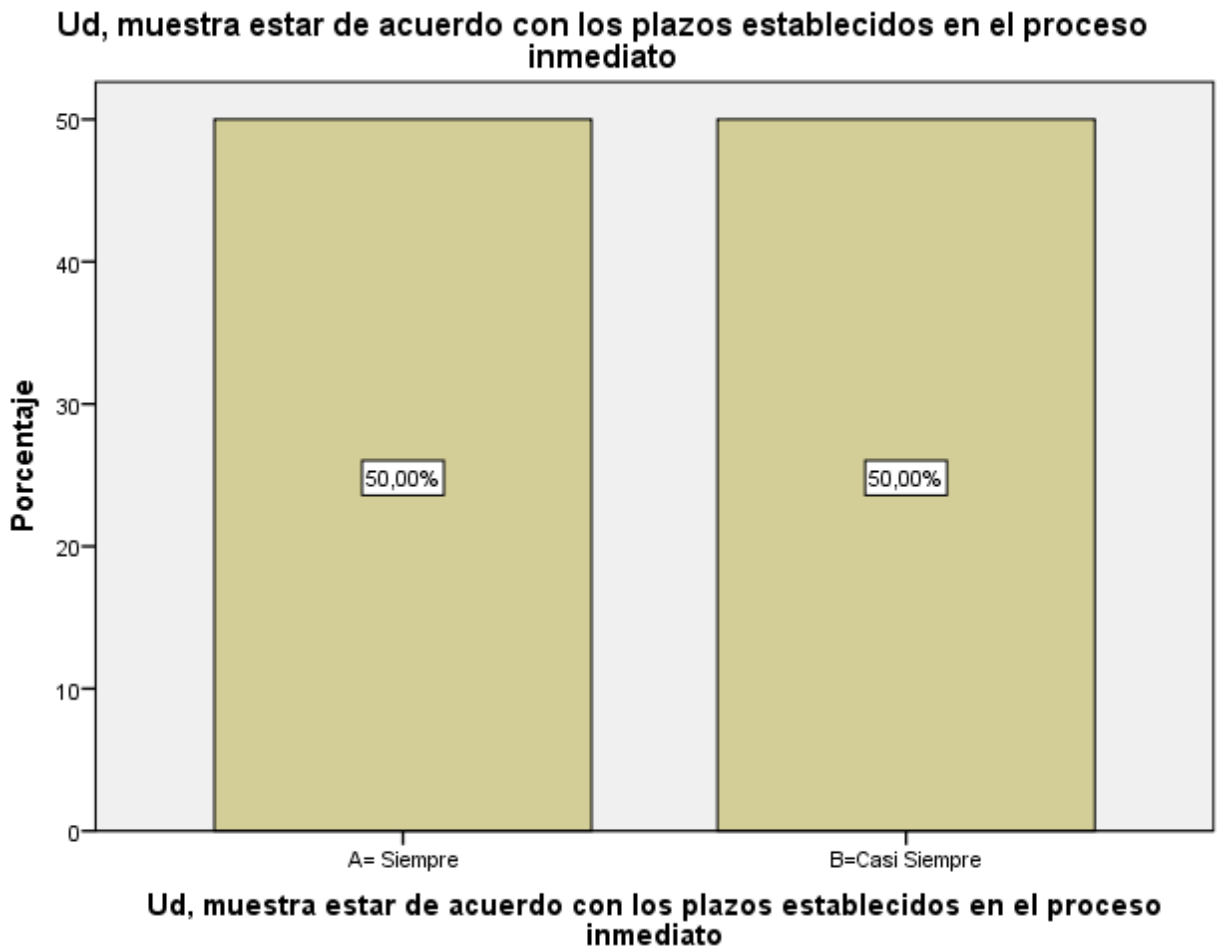 Ud, muestra estar de acuerdo con los plazos establecidos en el proceso
inmediato
Porcentaje
50
40
30
20
10
0
50,00%
50,00%
A= Siempre
B=Casi Siempre
Ud, muestra estar de acuerdo con los plazos establecidos en el proceso
inmediato